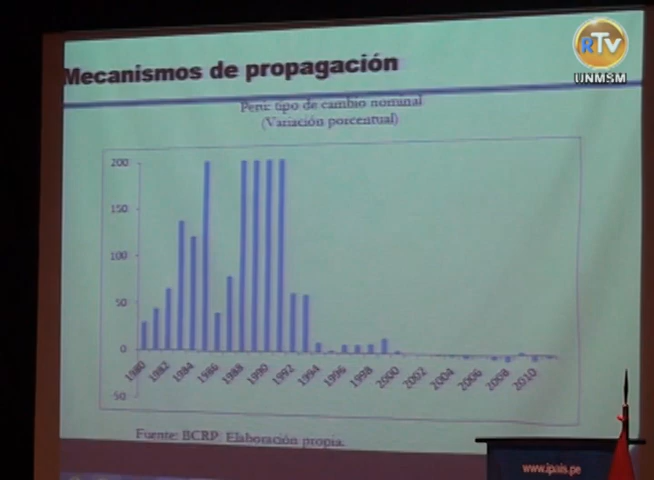 RTv
UNMSM
Mecanismos de propagación
Perú: tipo de cambio nominal
(Variación porcentual)
200
150
100
50
0
50
1980 1982 1984 1986 1988 1990 1992 1994 1996 1998 2000 2002 2004 2006 2008 2010
Fuente: BCRP. Elaboración propia.
www.ipais.pe